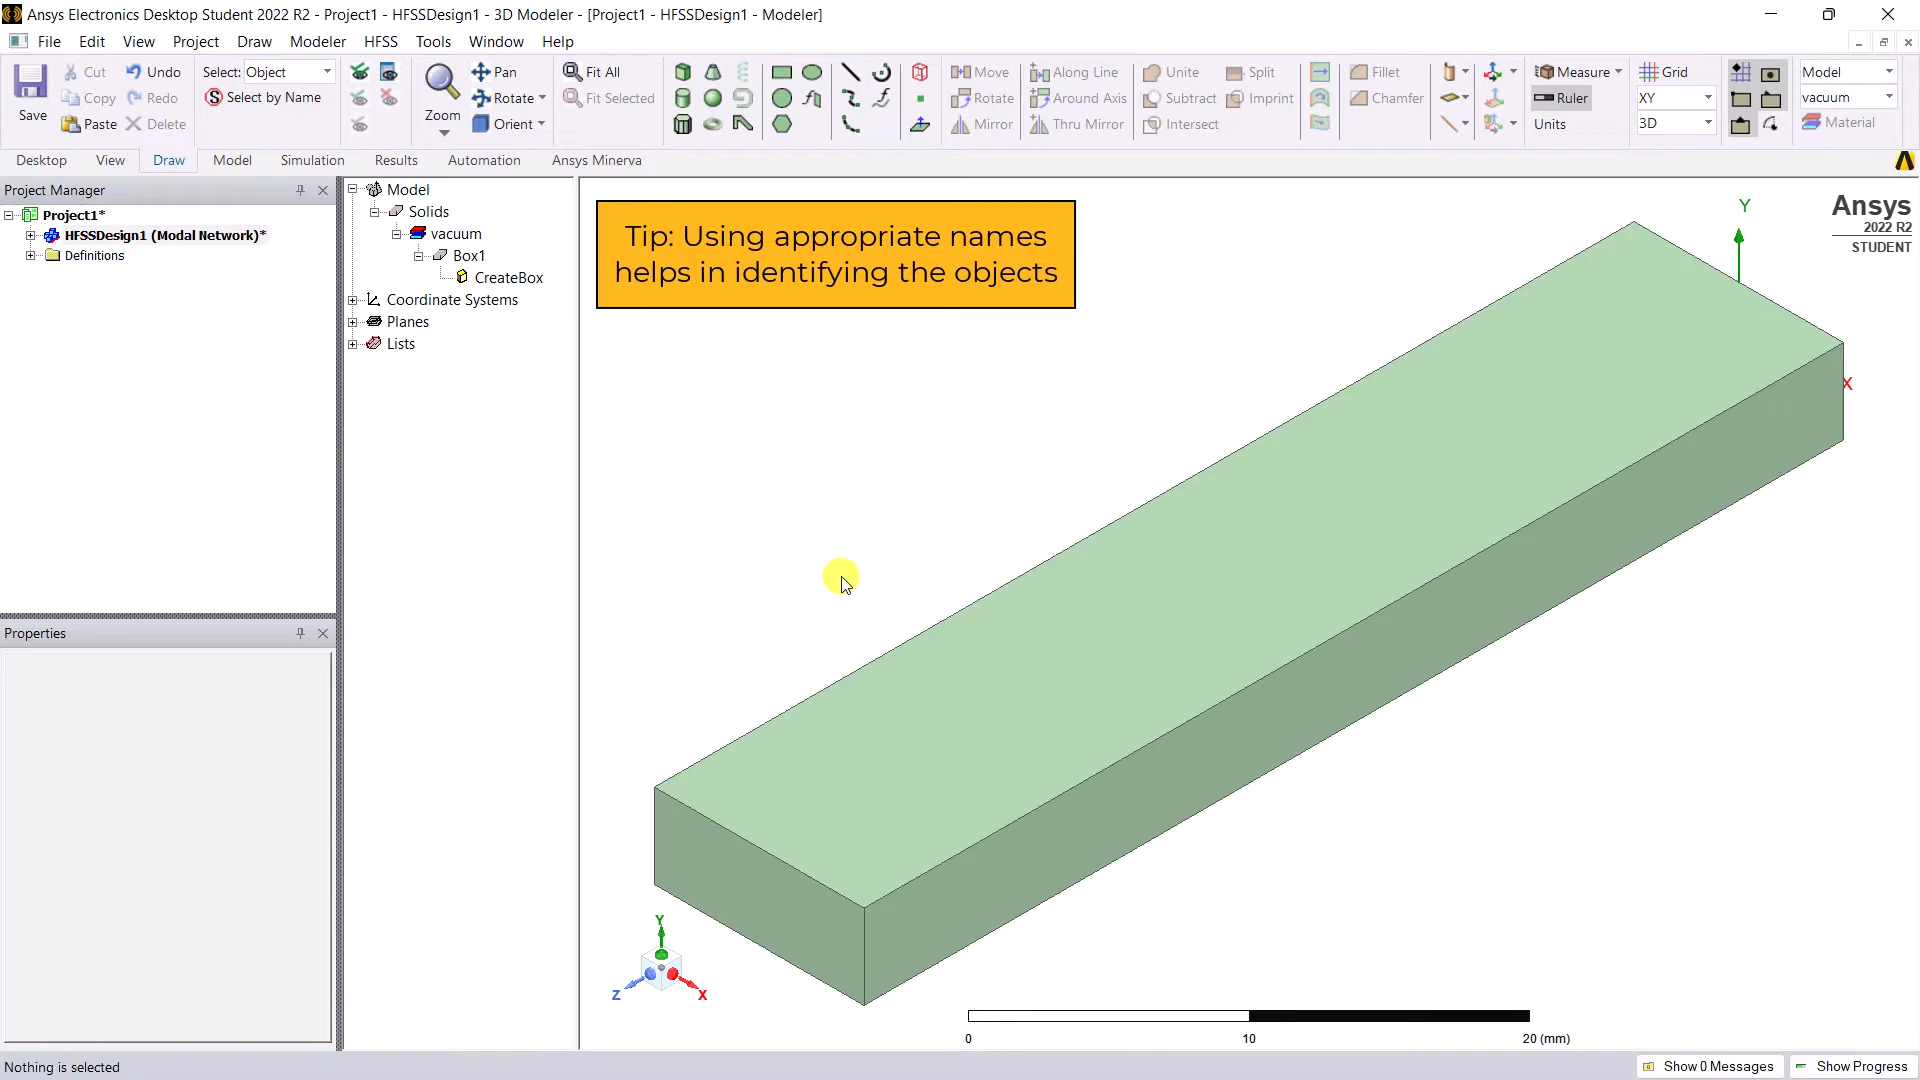 Ansys Electronics Desktop Student 2022 R2 - Project1 - HFSSDesign1 - 3D Modeler - [Project1 - HFSSDesign1 - Modeler]
File Edit View Project Draw Modeler HFSS Tools Window Help
Save
Cut
Copy
Paste
Undo
Redo
Delete
Select: Object
Select by Name
Zoom
Pan
Rotate
Orient
Fit All
Fit Selected
Move
Rotate
Mirror
Along Line
Around Axis
Thru Mirror
Unite
Subtract
Intersect
Split
Imprint
Fillet
Chamfer
Measure
Ruler
Units
Grid
XY
3D
Model
vacuum
Material
Desktop View Draw Model Simulation Results Automation Ansys Minerva
Project Manager
Project1*
HFSSDesign1 (Modal Network)*
Definitions
Properties
Model
Solids
vacuum
Box1
CreateBox
Coordinate Systems
Planes
Lists
Tip: Using appropriate names
helps in identifying the objects
Y
X
Ansys
2022 R2
STUDENT
Y
Z
X
0 10 20 (mm)
Nothing is selected
Show 0 Messages
Show Progress